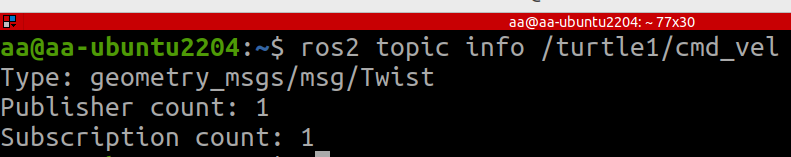 aa@aa-ubuntu2204: ~ 77x30
aa@aa-ubuntu2204:~$ ros2 topic info /turtle1/cmd_vel
Type: geometry_msgs/msg/Twist
Publisher count: 1
Subscription count: 1